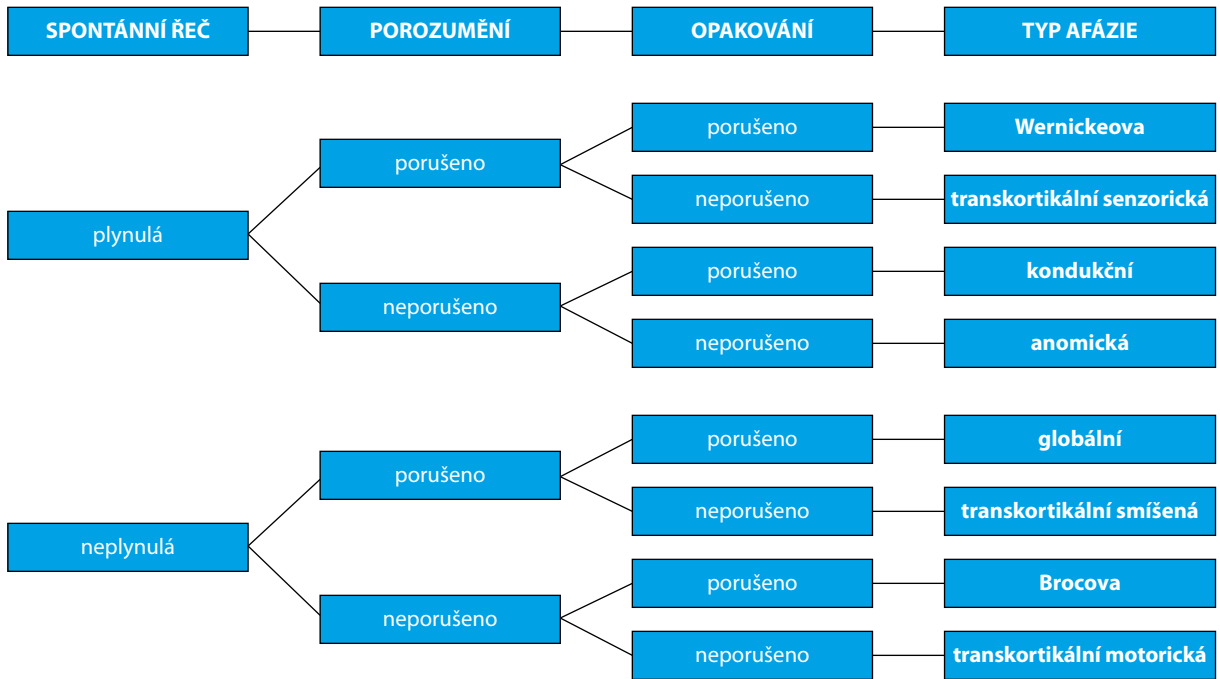 SPONTÁNNÍ ŘEČ POROZUMĚNÍ OPAKOVÁNÍ TYP AFÁZIE
porušeno Wernickeova
porušeno
neporušeno transkortikální senzorická
plynulá
porušeno kondukční
neporušeno
neporušeno anomická
porušeno globální
porušeno
neporušeno transkortikální smíšená
neplynulá
porušeno Brocova
neporušeno
neporušeno transkortikální motorická